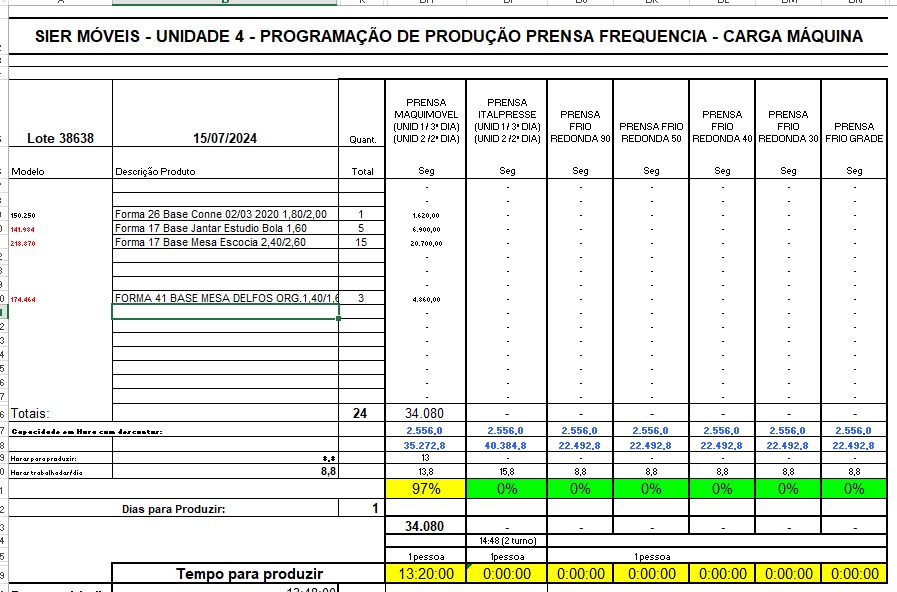 SIER MÓVEIS - UNIDADE 4 - PROGRAMAÇÃO DE PRODUÇÃO PRENSA FREQUENCIA - CARGA MÁQUINA
Lote 38638 15/07/2024 Quant. PRENSA MAQUIMOVEL (UNID 1 / 3ª DIA) (UNID 2 /2ª DIA) PRENSA ITALPRESSE (UNID 1 / 3ª DIA) (UNID 2 /2ª DIA) PRENSA FRIO REDONDA 90 PRENSA FRIO REDONDA 50 PRENSA FRIO REDONDA 40 PRENSA FRIO REDONDA 30 PRENSA FRIO GRADE
Modelo Descrição Produto Total Seg Seg Seg Seg Seg Seg Seg
- - - - - - -
- - - - - - -
150.250 Forma 26 Base Conne 02/03 2020 1,80/2,00 1 1.620,00 - - - - - -
141.984 Forma 17 Base Jantar Estudio Bola 1,60 5 6.900,00 - - - - - -
218.870 Forma 17 Base Mesa Escocia 2,40/2,60 15 20.700,00 - - - - - -
- - - - - - -
- - - - - - -
- - - - - - -
174.464 FORMA 41 BASE MESA DELFOS ORG.1,40/1,6 3 4.860,00 - - - - - -
- - - - - - -
- - - - - - -
- - - - - - -
- - - - - - -
- - - - - - -
- - - - - - -
- - - - - - -
Totais: 24 34.080 - - - - - -
Capacidade em Hora com descontos: 2.556,0 2.556,0 2.556,0 2.556,0 2.556,0 2.556,0 2.556,0
35.272,8 40.384,8 22.492,8 22.492,8 22.492,8 22.492,8 22.492,8
Horas para produzir: 8,8 13 - - - - - -
Horas trabalhadas/dia 8,8 13,8 15,8 8,8 8,8 8,8 8,8 8,8
97% 0% 0% 0% 0% 0% 0%
Dias para Produzir: 1
34.080 - - - - - -
14:48 (2 turno)
1 pessoa 1pessoa 1 pessoa
Tempo para produzir 13:20:00 0:00:00 0:00:00 0:00:00 0:00:00 0:00:00 0:00:00